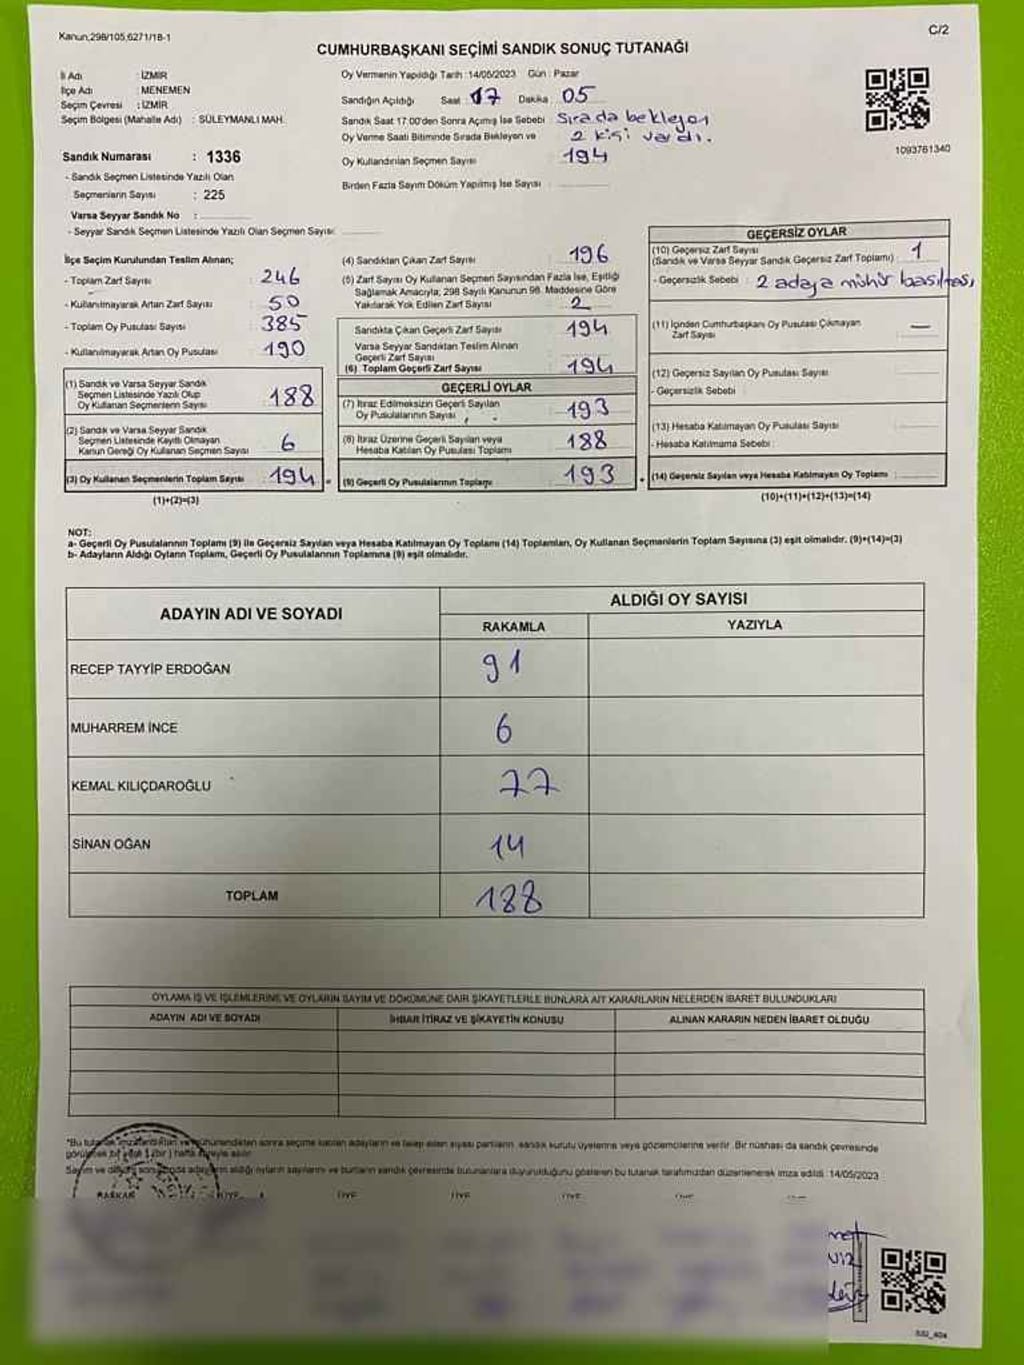 Kanun;298/105,6271/18-1
C/2
CUMHURBAŞKANI SEÇİMİ SANDIK SONUÇ TUTANAĞI
İl Adı : İZMİR
İlçe Adı : MENEMEN
Seçim Çevresi : İZMİR
Seçim Bölgesi (Mahalle Adı) : SÜLEYMANLI MAH.
Sandık Numarası : 1336
- Sandık Seçmen Listesinde Yazılı Olan
Seçmenlerin Sayısı : 225
Varsa Seyyar Sandık No :
- Seyyar Sandık Seçmen Listesinde Yazılı Olan Seçmen Sayısı:
Oy Vermenin Yapıldığı Tarih :14/05/2023 Gün : Pazar
Sandığın Açıldığı Saat : 17 Dakika : 05
Sandık Saat 17:00'den Sonra Açımış İse Sebebi : Sırada bekleyen
Oy Verme Saati Bitiminde Sırada Bekleyen ve 2 kişi vardı.
Oy Kullandırılan Seçmen Sayısı : 194
Birden Fazla Sayım Döküm Yapılmış İse Sayısı :
1093761340
İlçe Seçim Kurulundan Teslim Alınan;
- Toplam Zarf Sayısı : 246
- Kullanılmayarak Artan Zarf Sayısı : 50
- Toplam Oy Pusulası Sayısı : 385
- Kullanılmayarak Artan Oy Pusulası : 190
(1) Sandık ve Varsa Seyyar Sandık
Seçmen Listesinde Yazılı Olup
Oy Kullanan Seçmenlerin Sayısı : 188
(2) Sandık ve Varsa Seyyar Sandık
Seçmen Listesinde Kayıtlı Olmayan
Kanun Gereği Oy Kullanan Seçmen Sayısı : 6
(3) Oy Kullanan Seçmenlerin Toplam Sayısı : 194
(1)+(2)=(3)
(4) Sandıktan Çıkan Zarf Sayısı : 196
(5) Zarf Sayısı Oy Kullanan Seçmen Sayısından Fazla İse, Eşitliği
Sağlamak Amacıyla; 298 Sayılı Kanunun 98. Maddesine Göre
Yakılarak Yok Edilen Zarf Sayısı : 2
Sandıkta Çıkan Geçerli Zarf Sayısı : 194
Varsa Seyyar Sandıktan Teslim Alınan
Geçerli Zarf Sayısı
(6) Toplam Geçerli Zarf Sayısı : 194
GEÇERLİ OYLAR
(7) İtiraz Edilmeksizin Geçerli Sayılan
Oy Pusulalarının Sayısı : 193
(8) İtiraz Üzerine Geçerli Sayılan veya
Hesaba Katılan Oy Pusulası Toplamı : 188
(9) Geçerli Oy Pusulalarının Toplamı : 193
GEÇERSİZ OYLAR
(10) Geçersiz Zarf Sayısı
(Sandık ve Varsa Seyyar Sandık Geçersiz Zarf Toplamı) : 1
- Geçersizlik Sebebi : 2 adaya mühür basılması
(11) İçinden Cumhurbaşkanı Oy Pusulası Çıkmayan
Zarf Sayısı : —
(12) Geçersiz Sayılan Oy Pusulası Sayısı :
- Geçersizlik Sebebi :
(13) Hesaba Katılmayan Oy Pusulası Sayısı :
- Hesaba Katılmama Sebebi :
(14) Geçersiz Sayılan veya Hesaba Katılmayan Oy Toplamı :
(10)+(11)+(12)+(13)=(14)
NOT:
a- Geçerli Oy Pusulalarının Toplamı (9) ile Geçersiz Sayılan veya Hesaba Katılmayan Oy Toplamı (14) Toplamları, Oy Kullanan Seçmenlerin Toplam Sayısına (3) eşit olmalıdır. (9)+(14)=(3)
b- Adayların Aldığı Oyların Toplamı, Geçerli Oy Pusulalarının Toplamına (9) eşit olmalıdır.
ADAYIN ADI VE SOYADI
ALDIĞI OY SAYISI
RAKAMLA YAZIYLA
RECEP TAYYİP ERDOĞAN 91
MUHARREM İNCE 6
KEMAL KILIÇDAROĞLU 77
SİNAN OĞAN 14
TOPLAM 188
OYLAMA İŞ VE İŞLEMLERİNE VE OYLARIN SAYIM VE DÖKÜMÜNE DAİR ŞİKAYETLERLE BUNLARA AİT KARARLARIN NELERDEN İBARET BULUNDUKLARI
ADAYIN ADI VE SOYADI İHBAR İTİRAZ VE ŞİKAYETİN KONUSU ALINAN KARARIN NEDEN İBARET OLDUĞU
seçime katılan adayların ve talep eden siyasi partilerin sandık kurulu üyelerine veya gözlemcilerine verilir. Bir nüshası da sandık çevresinde
aldığı oyların sayılarını ve bunların sandık çevresinde bulunanlara duyurulduğunu gösteren bu tutanak tarafımızdan düzenlenerek imza edildi. 14/05/2023
BAŞKAN ÜYE ÜYE ÜYE ÜYE